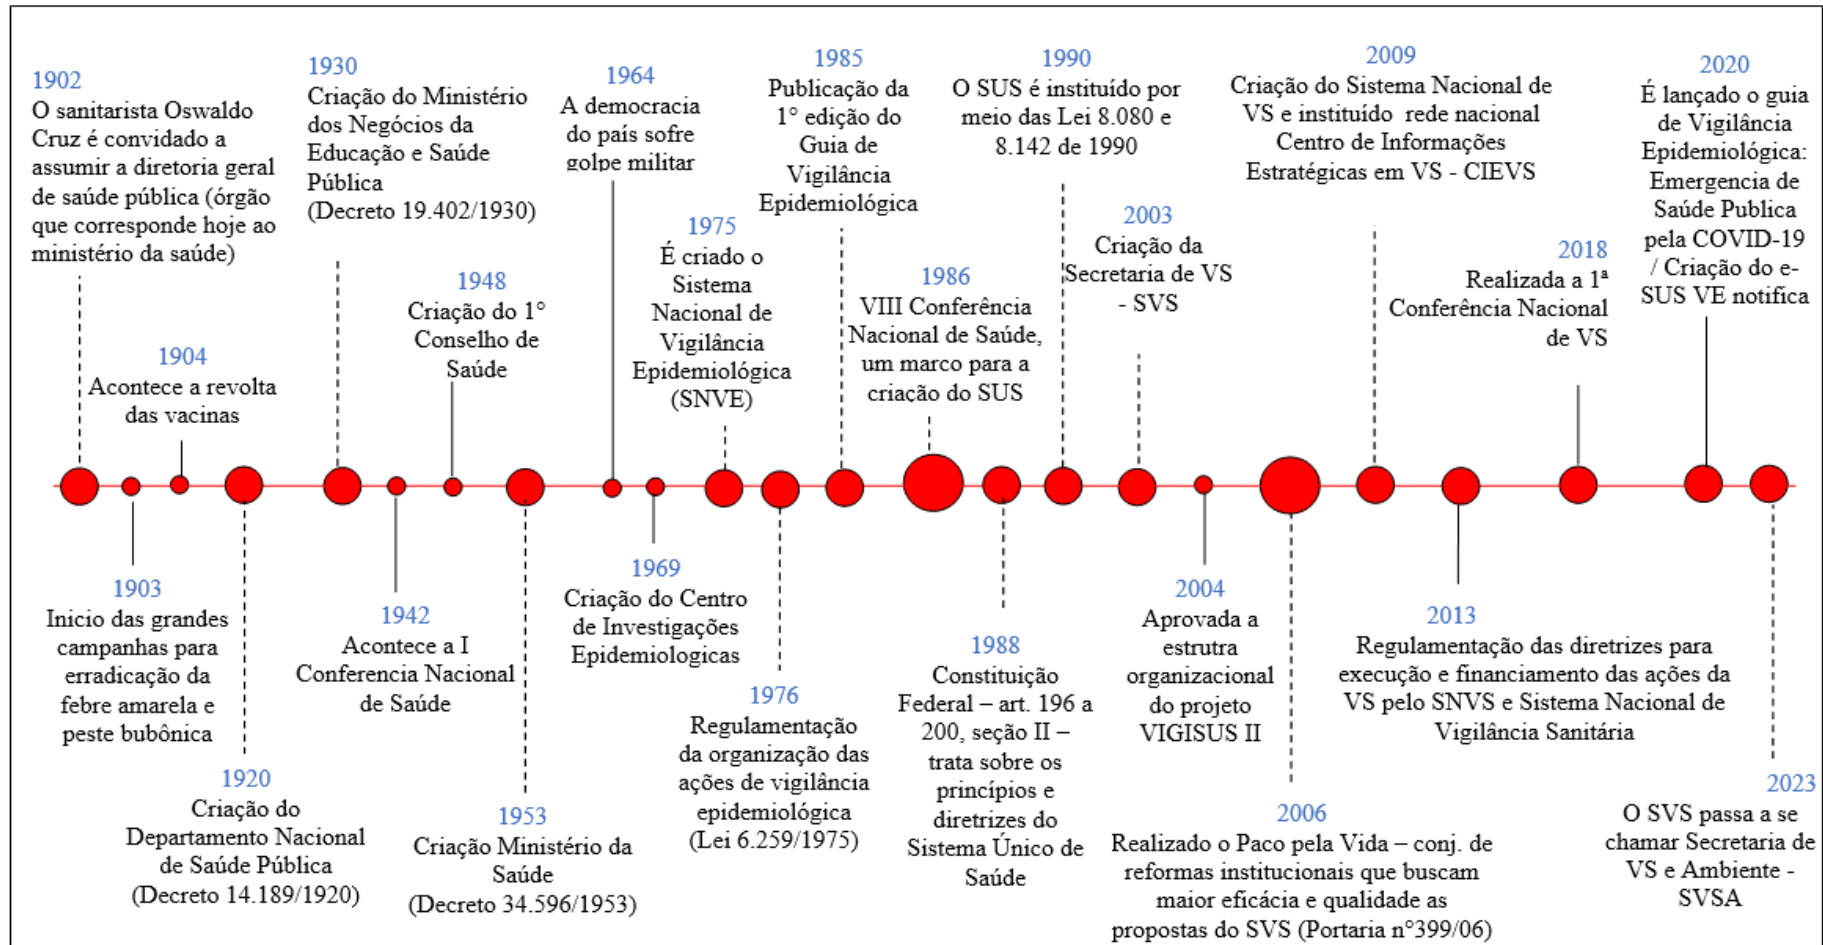 1902
O sanitarista Oswaldo
Cruz é convidado a
assumir a diretoria geral
de saúde pública (órgão
que corresponde hoje ao
ministério da saúde)
1903
Inicio das grandes
campanhas para
erradicação da
febre amarela e
peste bubônica
1904
Acontece a revolta
das vacinas
1920
Criação do
Departamento Nacional
de Saúde Pública
(Decreto 14.189/1920)
1930
Criação do Ministério
dos Negócios da
Educação e Saúde
Pública
(Decreto 19.402/1930)
1942
Acontece a I
Conferencia Nacional
de Saúde
1948
Criação do 1°
Conselho de
Saúde
1953
Criação Ministério da
Saúde
(Decreto 34.596/1953)
1964
A democracia
do país sofre
golpe militar
1969
Criação do Centro
de Investigações
Epidemiologicas
1975
É criado o
Sistema
Nacional de
Vigilância
Epidemiológica
(SNVE)
1976
Regulamentação
da organização das
ações de vigilância
epidemiológica
(Lei 6.259/1975)
1985
Publicação da
1° edição do
Guia de
Vigilância
Epidemiológica
1986
VIII Conferência
Nacional de Saúde,
um marco para a
criação do SUS
1988
Constituição
Federal – art. 196 a
200, seção II –
trata sobre os
princípios e
diretrizes do
Sistema Único de
Saúde
1990
O SUS é instituído por
meio das Lei 8.080 e
8.142 de 1990
2003
Criação da
Secretaria de VS
- SVS
2004
Aprovada a
estrutra
organizacional
do projeto
VIGISUS II
2006
Realizado o Paco pela Vida – conj. de
reformas institucionais que buscam
maior eficácia e qualidade as
propostas do SVS (Portaria n°399/06)
2009
Criação do Sistema Nacional de
VS e instituído rede nacional
Centro de Informações
Estratégicas em VS - CIEVS
2013
Regulamentação das diretrizes para
execução e financiamento das ações da
VS pelo SNVS e Sistema Nacional de
Vigilância Sanitária
2018
Realizada a 1ª
Conferência Nacional
de VS
2020
É lançado o guia
de Vigilância
Epidemiológica:
Emergencia de
Saúde Publica
pela COVID-19
/ Criação do e-
SUS VE notifica
2023
O SVS passa a se
chamar Secretaria de
VS e Ambiente -
SVSA